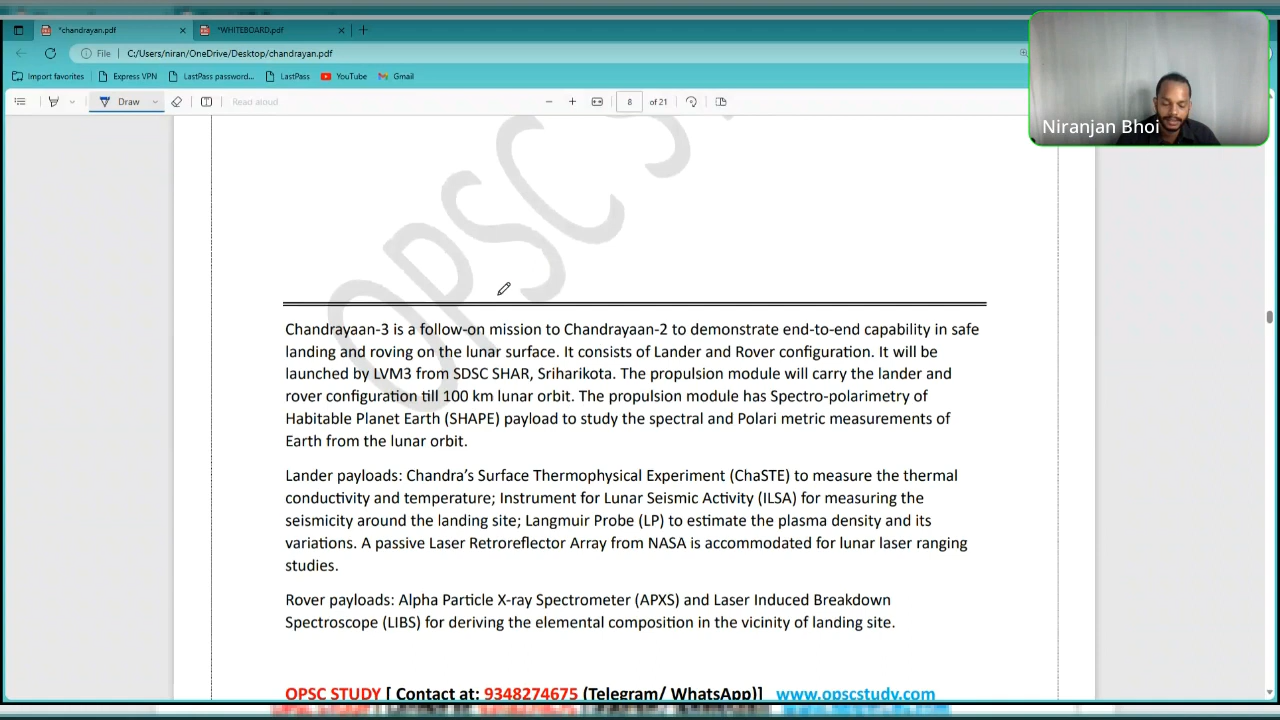 *chandrayan.pdf
*WHITEBOARD.pdf
File
C:/Users/niran/OneDrive/Desktop/chandrayan.pdf
Import favorites
Express VPN
LastPass password...
LastPass
YouTube
Gmail
Draw
Read aloud
8
of 21
Niranjan Bhoi
OPSC ST
Chandrayaan-3 is a follow-on mission to Chandrayaan-2 to demonstrate end-to-end capability in safe
landing and roving on the lunar surface. It consists of Lander and Rover configuration. It will be
launched by LVM3 from SDSC SHAR, Sriharikota. The propulsion module will carry the lander and
rover configuration till 100 km lunar orbit. The propulsion module has Spectro-polarimetry of
Habitable Planet Earth (SHAPE) payload to study the spectral and Polari metric measurements of
Earth from the lunar orbit.
Lander payloads: Chandra’s Surface Thermophysical Experiment (ChaSTE) to measure the thermal
conductivity and temperature; Instrument for Lunar Seismic Activity (ILSA) for measuring the
seismicity around the landing site; Langmuir Probe (LP) to estimate the plasma density and its
variations. A passive Laser Retroreflector Array from NASA is accommodated for lunar laser ranging
studies.
Rover payloads: Alpha Particle X-ray Spectrometer (APXS) and Laser Induced Breakdown
Spectroscope (LIBS) for deriving the elemental composition in the vicinity of landing site.
OPSC STUDY [ Contact at: 9348274675 (Telegram/ WhatsApp)] www.opscstudy.com